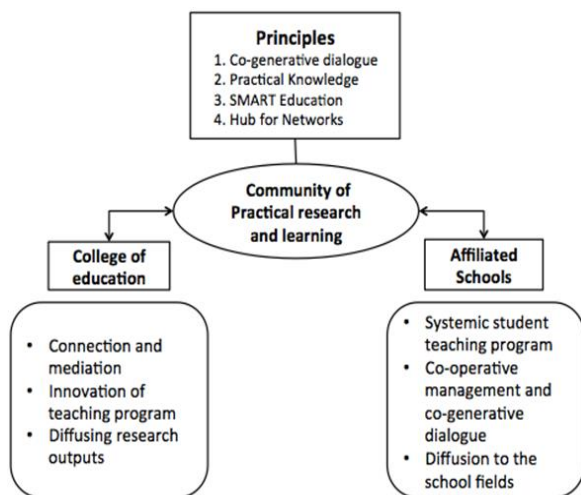 Principles
1. Co-generative dialogue
2. Practical Knowledge
3. SMART Education
4. Hub for Networks
Community of
Practical research
and learning
College of
education
Affiliated
Schools
• Connection and
mediation
• Innovation of
teaching program
• Diffusing research
outputs
• Systemic student
teaching program
• Co-operative
management and
co-generative
dialogue
• Diffusion to the
school fields